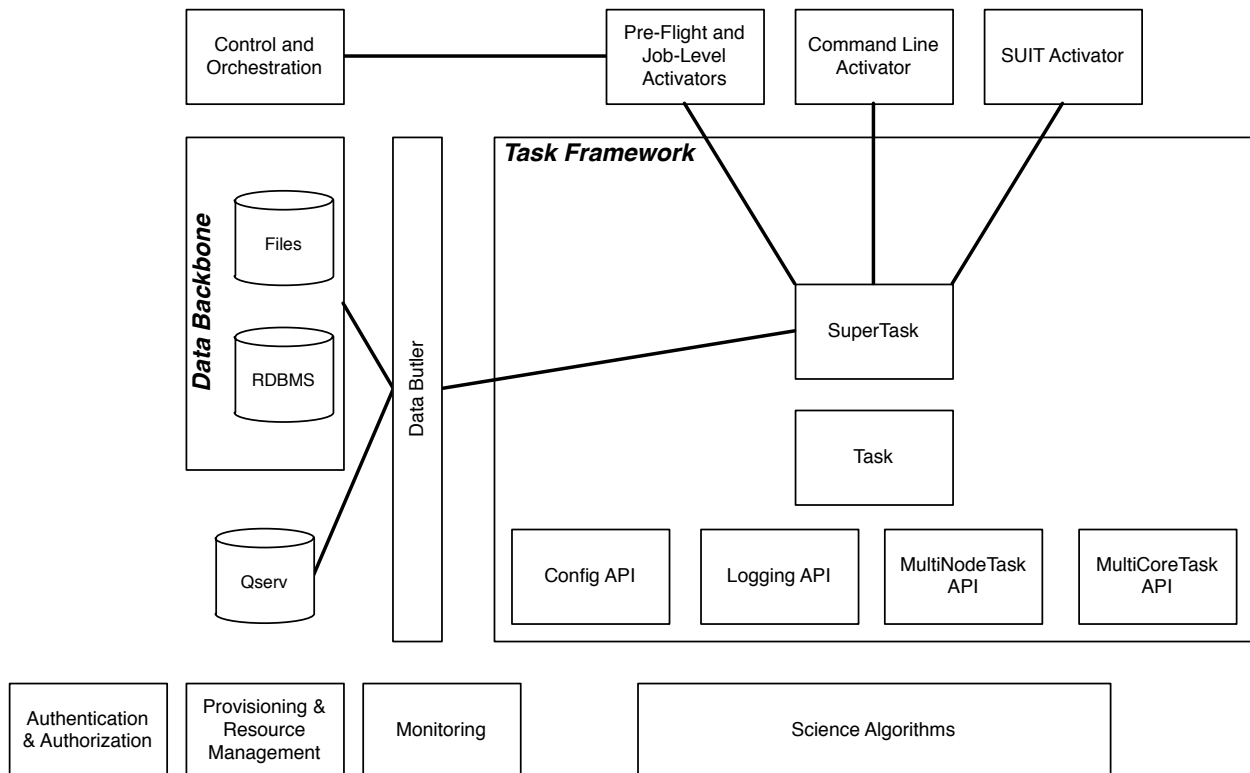 Control and
Orchestration
Pre-Flight and
Job-Level
Activators
Command Line
Activator
SUIT Activator
Task Framework
Data Backbone
Files
RDBMS
Data Butler
SuperTask
Task
Qserv
Config API
Logging API
MultiNodeTask
API
MultiCoreTask
API
Authentication
& Authorization
Provisioning &
Resource
Management
Monitoring
Science Algorithms